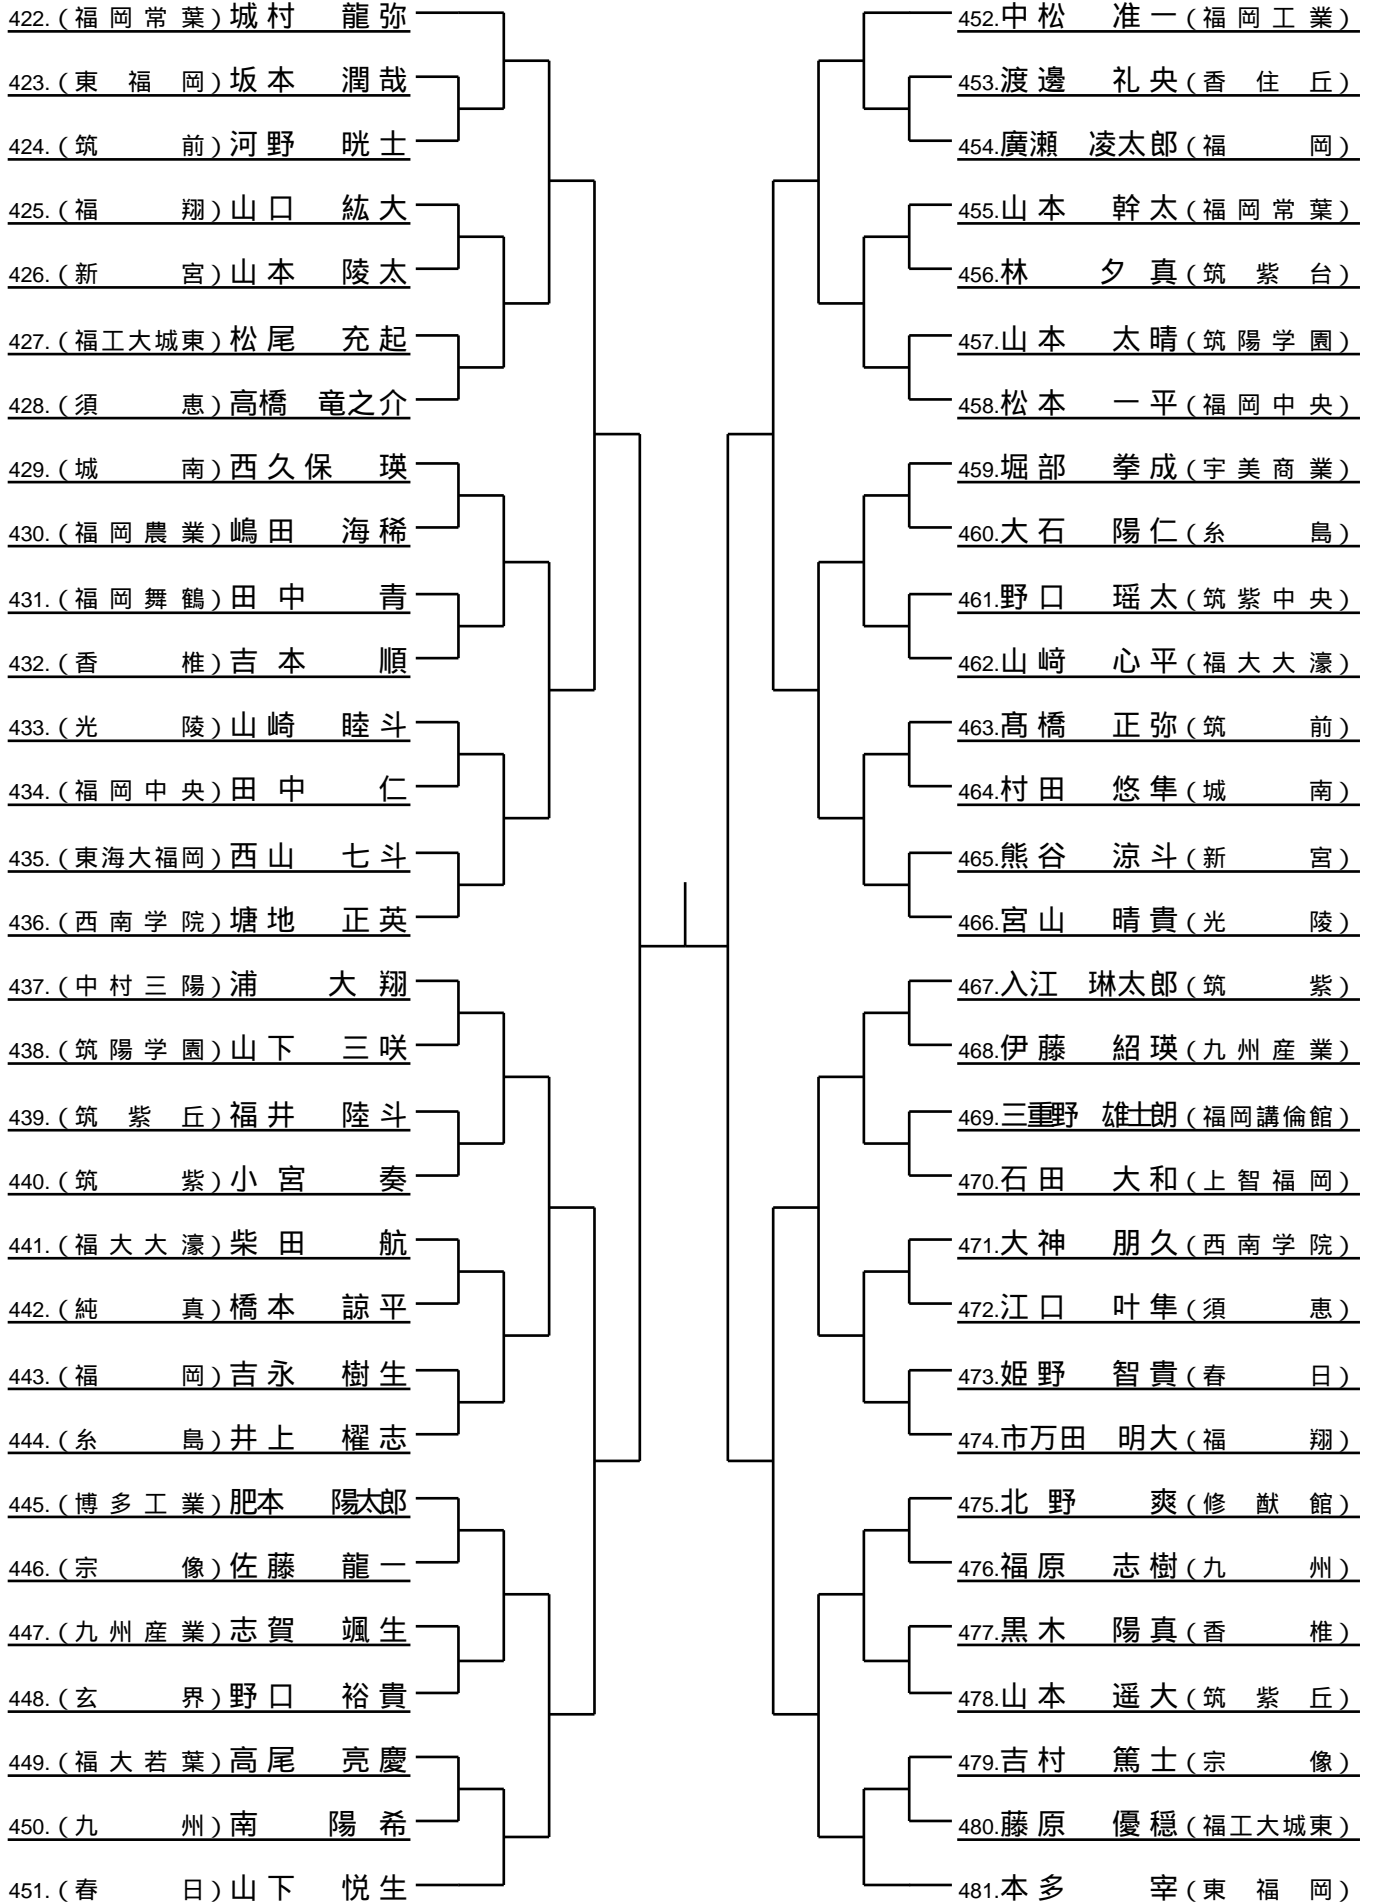 422.(福岡常葉)城村 龍弥
423.(東福岡)坂本 潤哉
424.(筑前)河野 晄士
425.(福翔)山口 紘大
426.(新宮)山本 陵太
427.(福工大城東)松尾 充起
428.(須恵)高橋 竜之介
429.(城南)西久保 瑛
430.(福岡農業)嶋田 海稀
431.(福岡舞鶴)田中 青
432.(香椎)吉本 順
433.(光陵)山崎 睦斗
434.(福岡中央)田中 仁
435.(東海大福岡)西山 七斗
436.(西南学院)塘地 正英
437.(中村三陽)浦 大翔
438.(筑陽学園)山下 三咲
439.(筑紫丘)福井 陸斗
440.(筑紫)小宮 奏
441.(福大大濠)柴田 航
442.(純真)橋本 諒平
443.(福岡)吉永 樹生
444.(糸島)井上 櫂志
445.(博多工業)肥本 陽太郎
446.(宗像)佐藤 龍一
447.(九州産業)志賀 颯生
448.(玄界)野口 裕貴
449.(福大若葉)高尾 亮慶
450.(九州)南 陽希
451.(春日)山下 悦生
452.中松 准一(福岡工業)
453.渡邊 礼央(香住丘)
454.廣瀬 凌太郎(福岡)
455.山本 幹太(福岡常葉)
456.林 夕真(筑紫台)
457.山本 太晴(筑陽学園)
458.松本 一平(福岡中央)
459.堀部 拳成(宇美商業)
460.大石 陽仁(糸島)
461.野口 瑶太(筑紫中央)
462.山﨑 心平(福大大濠)
463.髙橋 正弥(筑前)
464.村田 悠隼(城南)
465.熊谷 涼斗(新宮)
466.宮山 晴貴(光陵)
467.入江 琳太郎(筑紫)
468.伊藤 紹瑛(九州産業)
469.三重野 雄士朗(福岡講倫館)
470.石田 大和(上智福岡)
471.大神 朋久(西南学院)
472.江口 叶隼(須恵)
473.姫野 智貴(春日)
474.市万田 明大(福翔)
475.北野 爽(修猷館)
476.福原 志樹(九州)
477.黒木 陽真(香椎)
478.山本 遥大(筑紫丘)
479.吉村 篤士(宗像)
480.藤原 優穏(福工大城東)
481.本多 宰(東福岡)